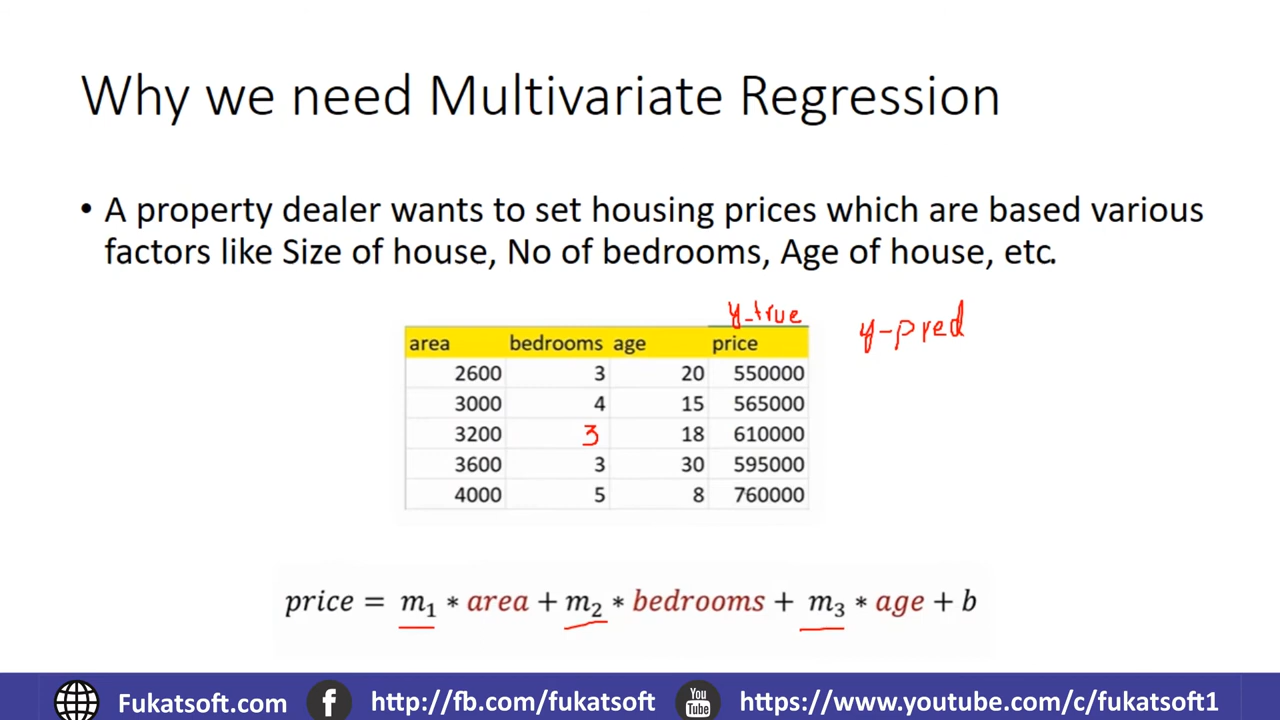 Why we need Multivariate Regression
• A property dealer wants to set housing prices which are based various
factors like Size of house, No of bedrooms, Age of house, etc.
y-true y-pred
area bedrooms age price
2600 3 20 550000
3000 4 15 565000
3200 3 18 610000
3600 3 30 595000
4000 5 8 760000
price = m₁ * area + m₂ * bedrooms + m₃ * age + b
Fukatsoft.com f http://fb.com/fukatsoft You Tube https://www.youtube.com/c/fukatsoft1